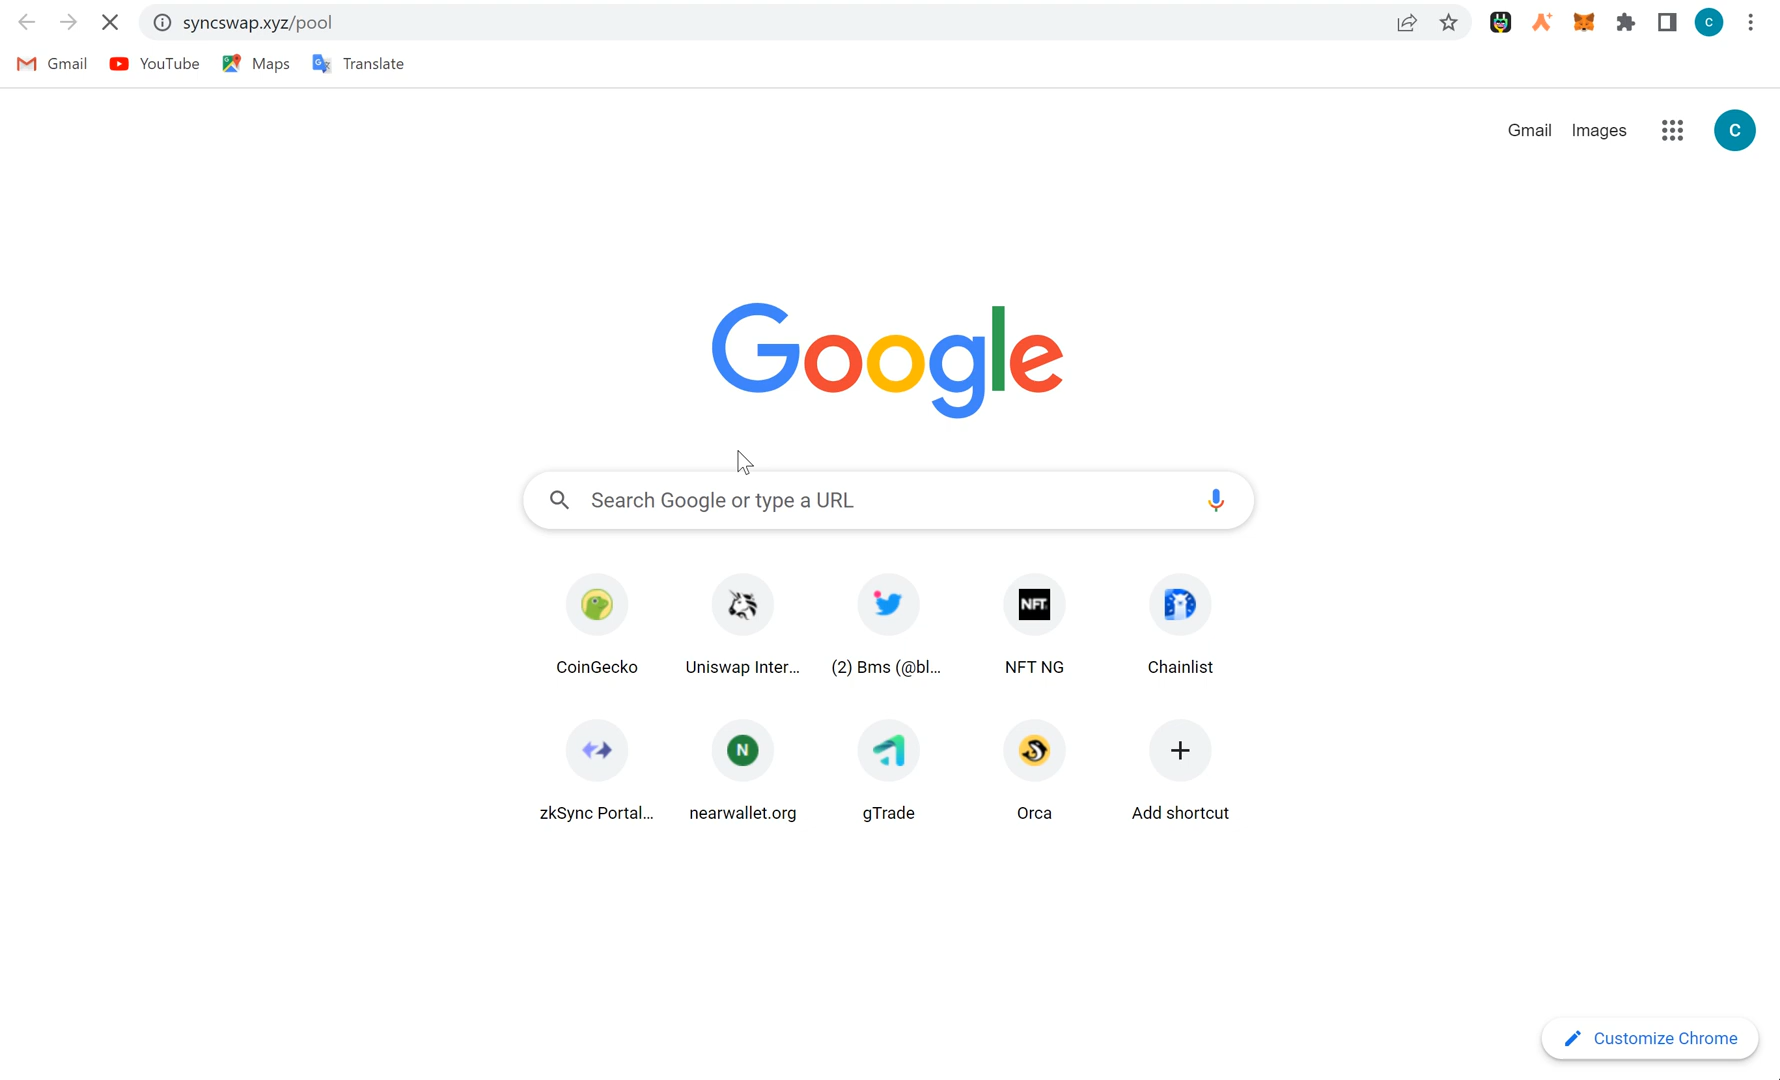 syncswap.xyz/pool
C
Gmail YouTube Maps Translate
Gmail Images
C
Google
Search Google or type a URL
NFT
CoinGecko Uniswap Inter... (2) Bms (@bl... NFT NG Chainlist
N
zkSync Portal... nearwallet.org gTrade Orca Add shortcut
Customize Chrome